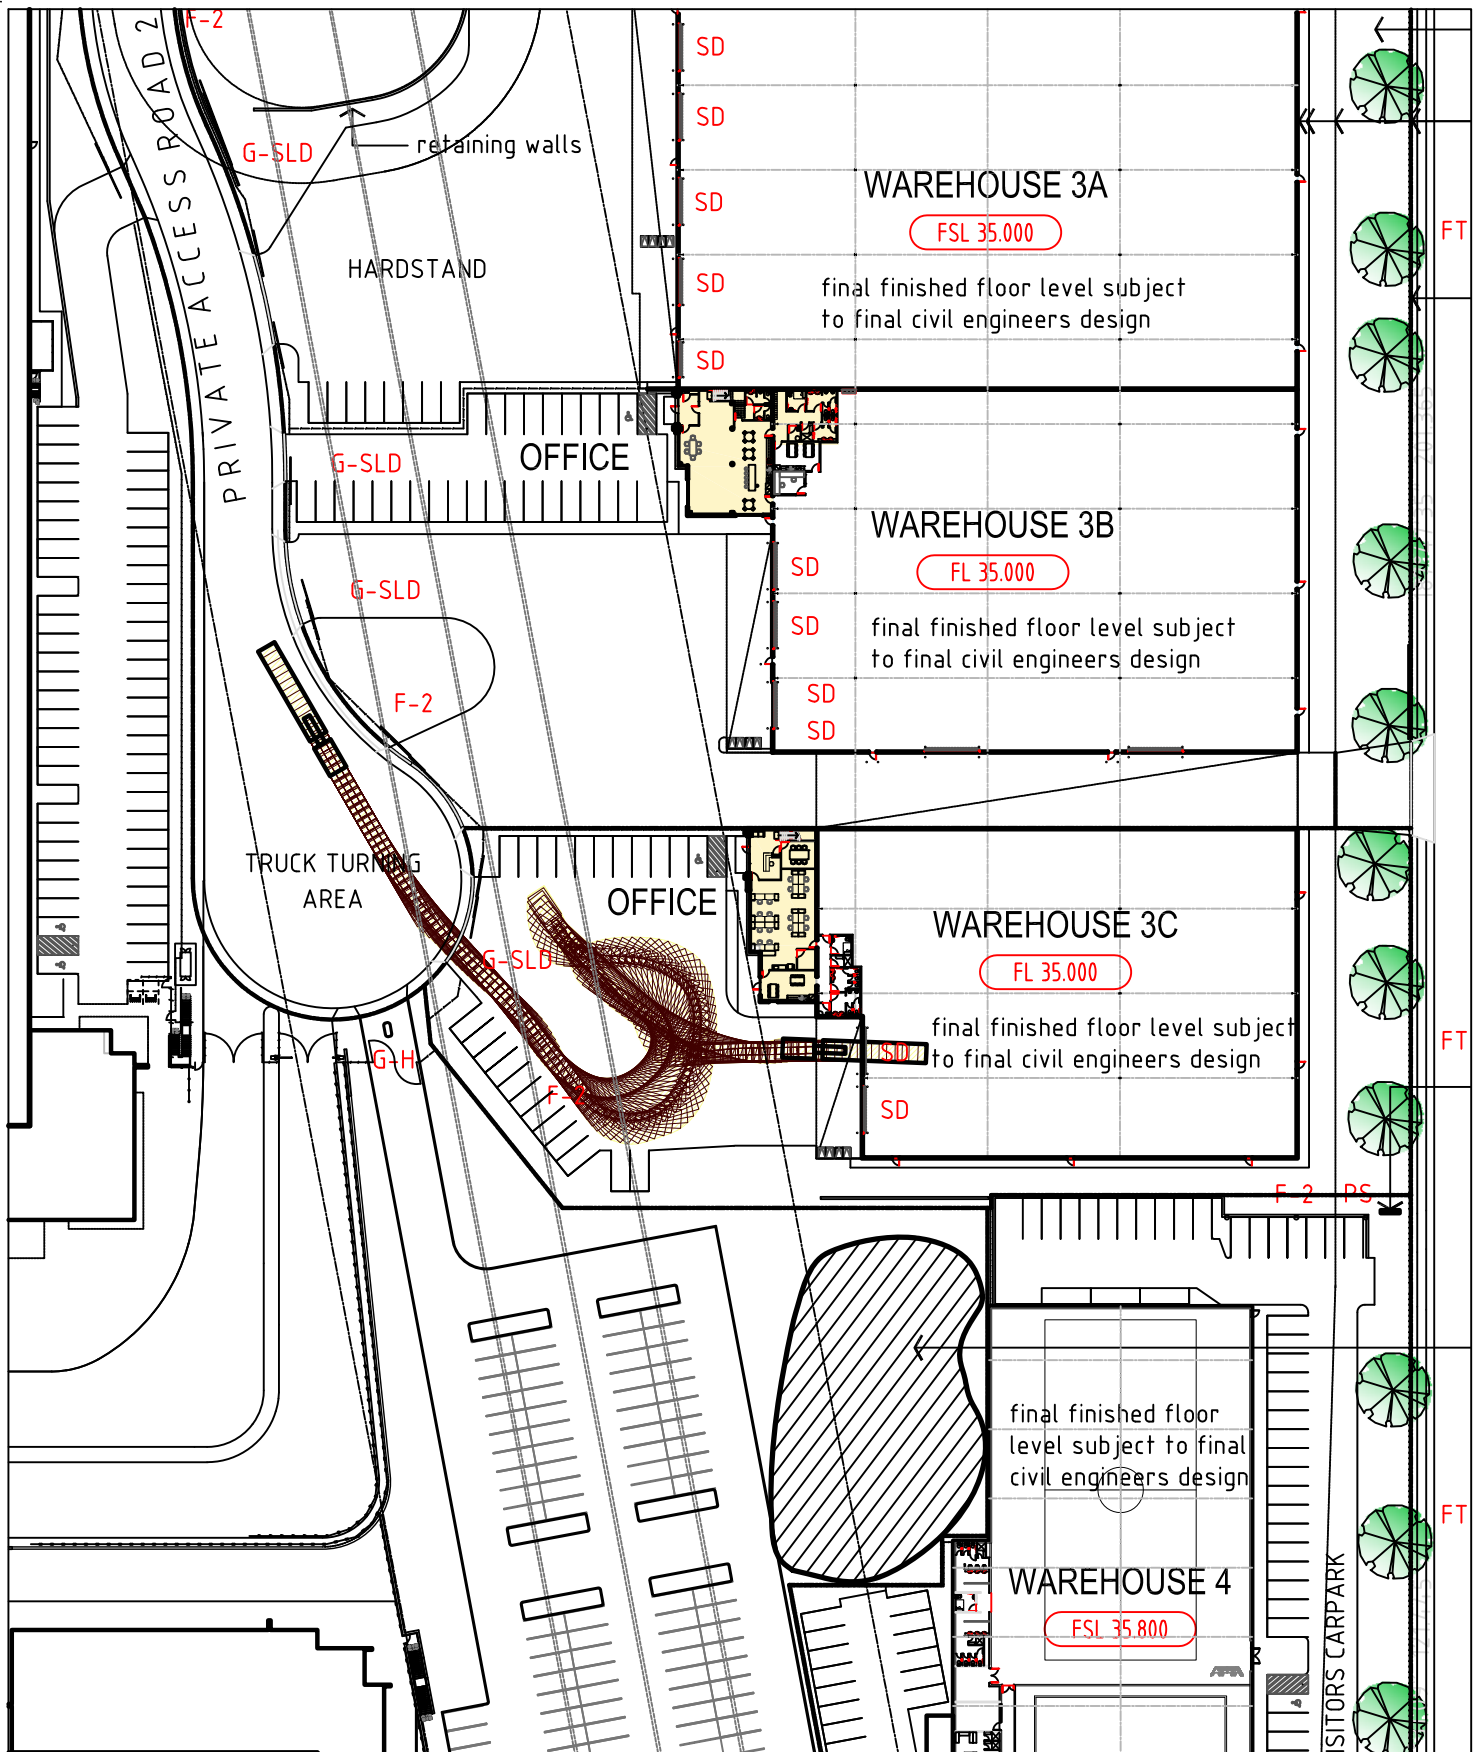 F-2
PRIVATE ACCESS ROAD 2
SD
SD
G-SLD
retaining walls
WAREHOUSE 3A
SD
FSL 35.000
FT
HARDSTAND
SD
final finished floor level subject
to final civil engineers design
SD
OFFICE
G-SLD
WAREHOUSE 3B
SD
FL 35.000
G-SLD
SD
final finished floor level subject
to final civil engineers design
SD
F-2
SD
TRUCK TURNING
AREA
OFFICE
WAREHOUSE 3C
G-SLD
FL 35.000
final finished floor level subject
to final civil engineers design
FT
SD
G-H
F-2
SD
F-2
PS
final finished floor
level subject to final
civil engineers design
FT
WAREHOUSE 4
FSL 35.800
ISITORS CARPARK